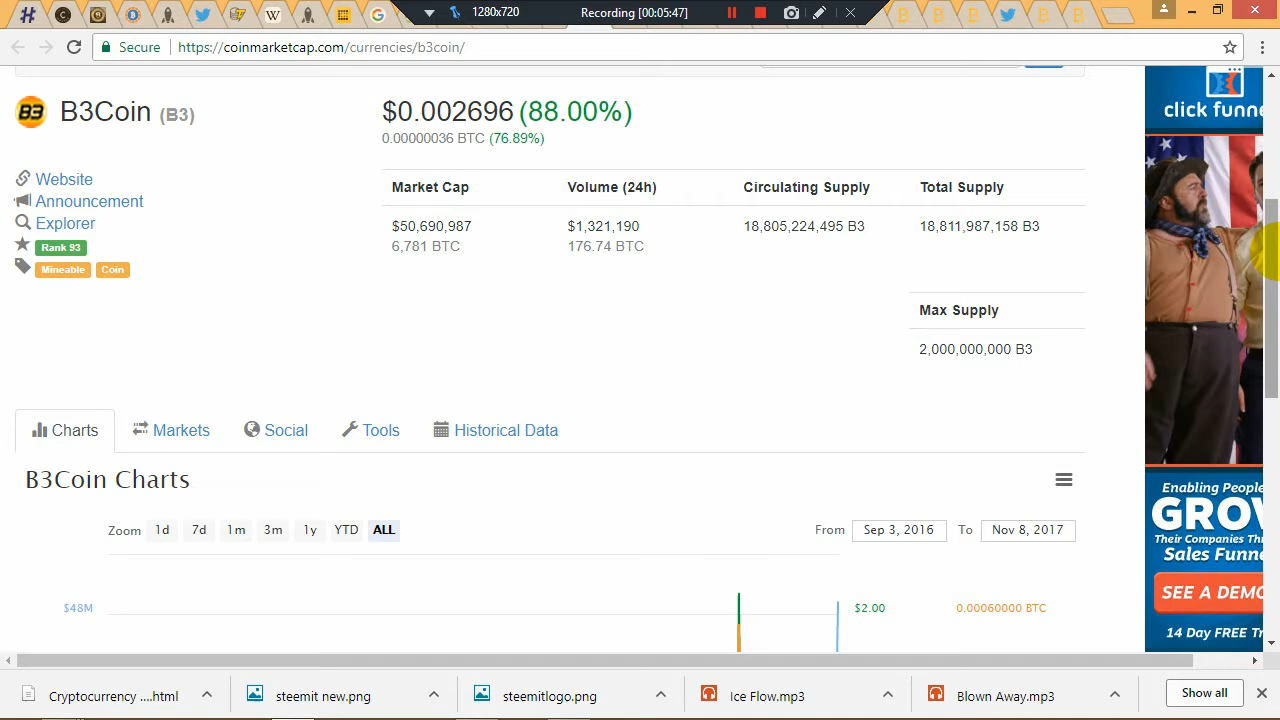 1280x720
Recording [00:05:47]
Secure
https://coinmarketcap.com/currencies/b3coin/
B3
B3Coin (B3)
$0.002696 (88.00%)
0.00000036 BTC (76.89%)
Website
Announcement
Explorer
Rank 93
Mineable
Coin
Market Cap
Volume (24h)
Circulating Supply
Total Supply
$50,690,987
$1,321,190
18,805,224,495 B3
18,811,987,158 B3
6,781 BTC
176.74 BTC
Max Supply
2,000,000,000 B3
Charts
Markets
Social
Tools
Historical Data
B3Coin Charts
Zoom
1d
7d
1m
3m
1y
YTD
ALL
From
Sep 3, 2016
To
Nov 8, 2017
$48M
$2.00
0.00060000 BTC
click funne
Enabling People
GROW
Their Companies Th
Sales Funne
SEE A DEMO
14 Day FREE Tr
Cryptocurrency ....html
steemit new.png
steemitlogo.png
Ice Flow.mp3
Blown Away.mp3
Show all